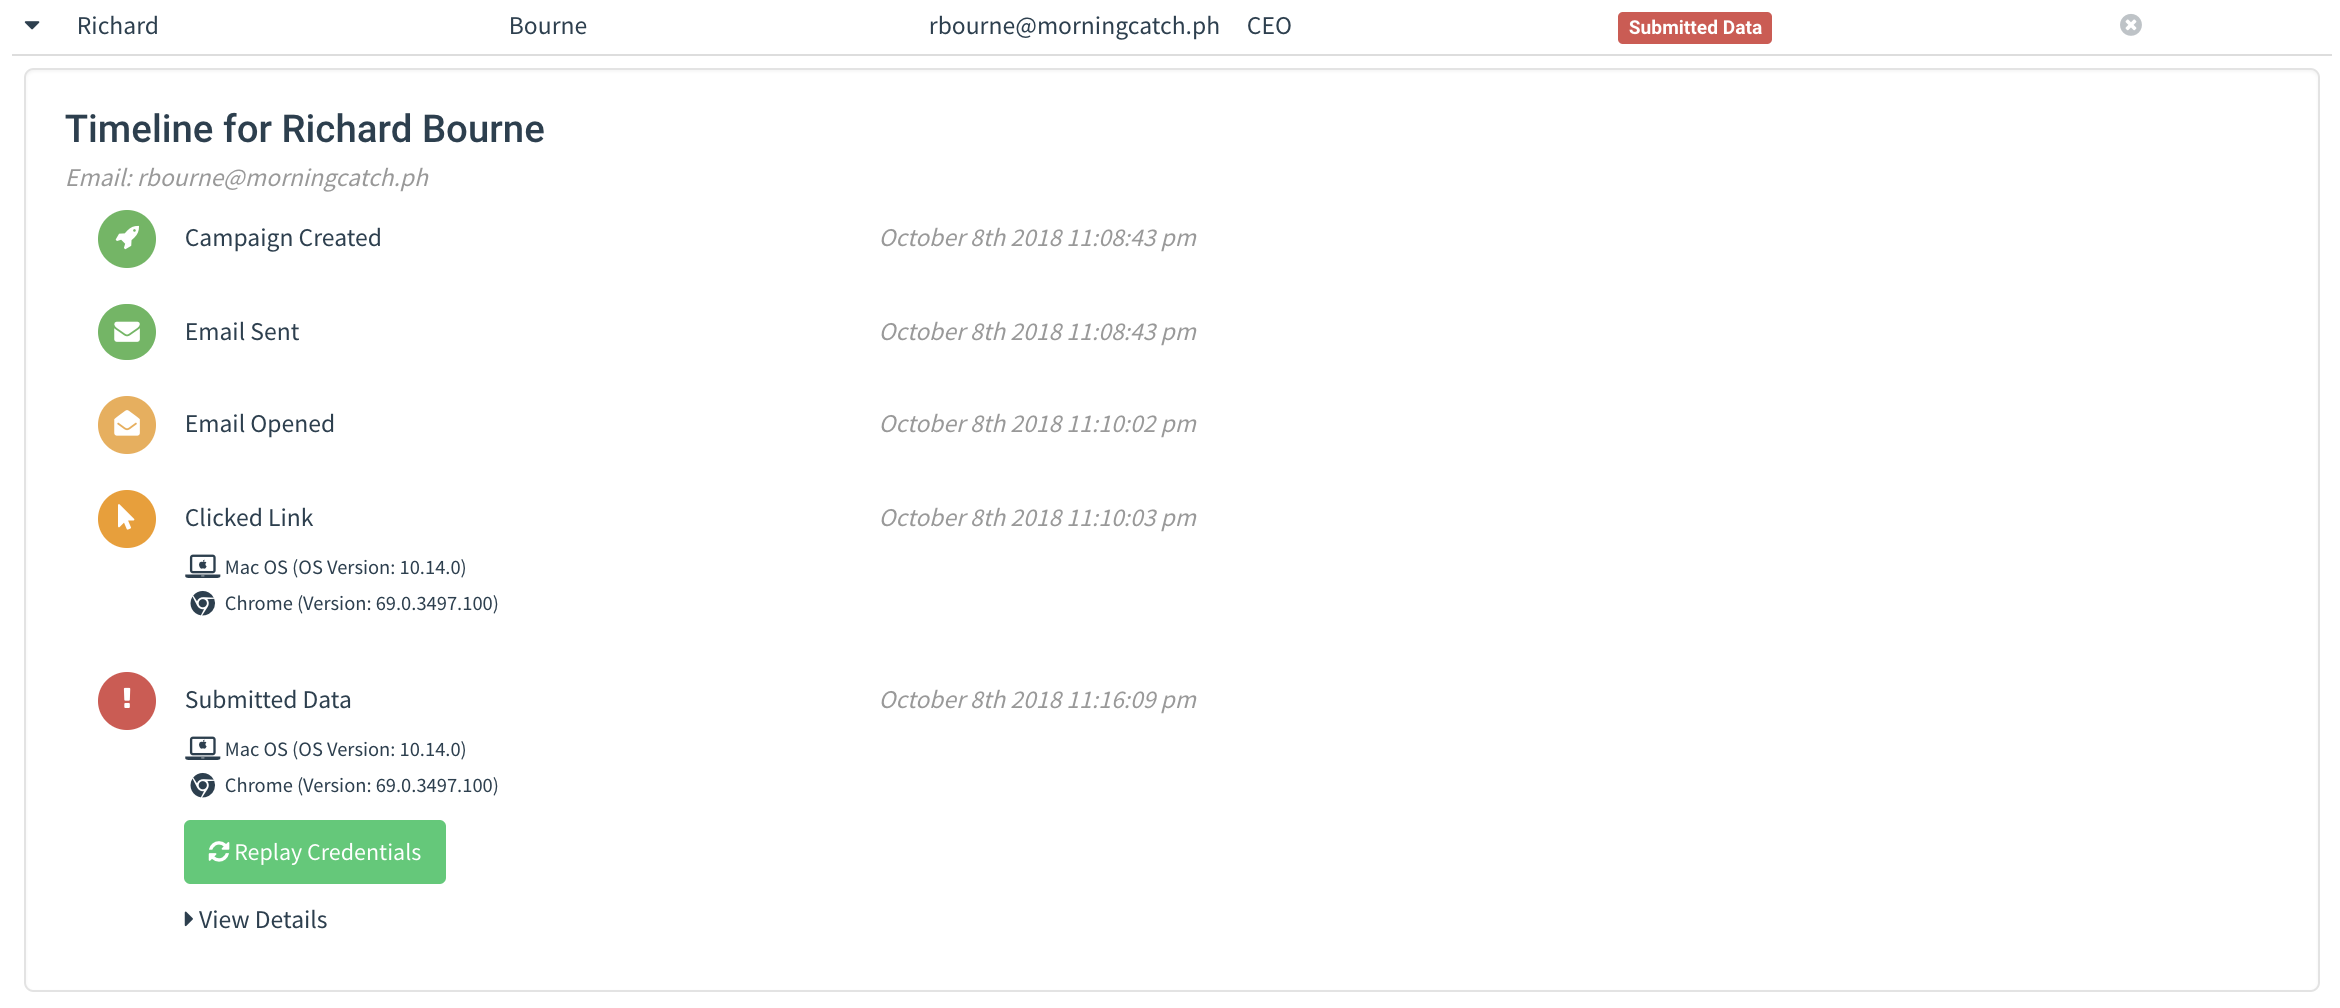 Richard Bourne rbourne@morningcatch.ph CEO Submitted Data
Timeline for Richard Bourne
Email: rbourne@morningcatch.ph
Campaign Created October 8th 2018 11:08:43 pm
Email Sent October 8th 2018 11:08:43 pm
Email Opened October 8th 2018 11:10:02 pm
Clicked Link October 8th 2018 11:10:03 pm
Mac OS (OS Version: 10.14.0)
Chrome (Version: 69.0.3497.100)
Submitted Data October 8th 2018 11:16:09 pm
Mac OS (OS Version: 10.14.0)
Chrome (Version: 69.0.3497.100)
Replay Credentials
View Details